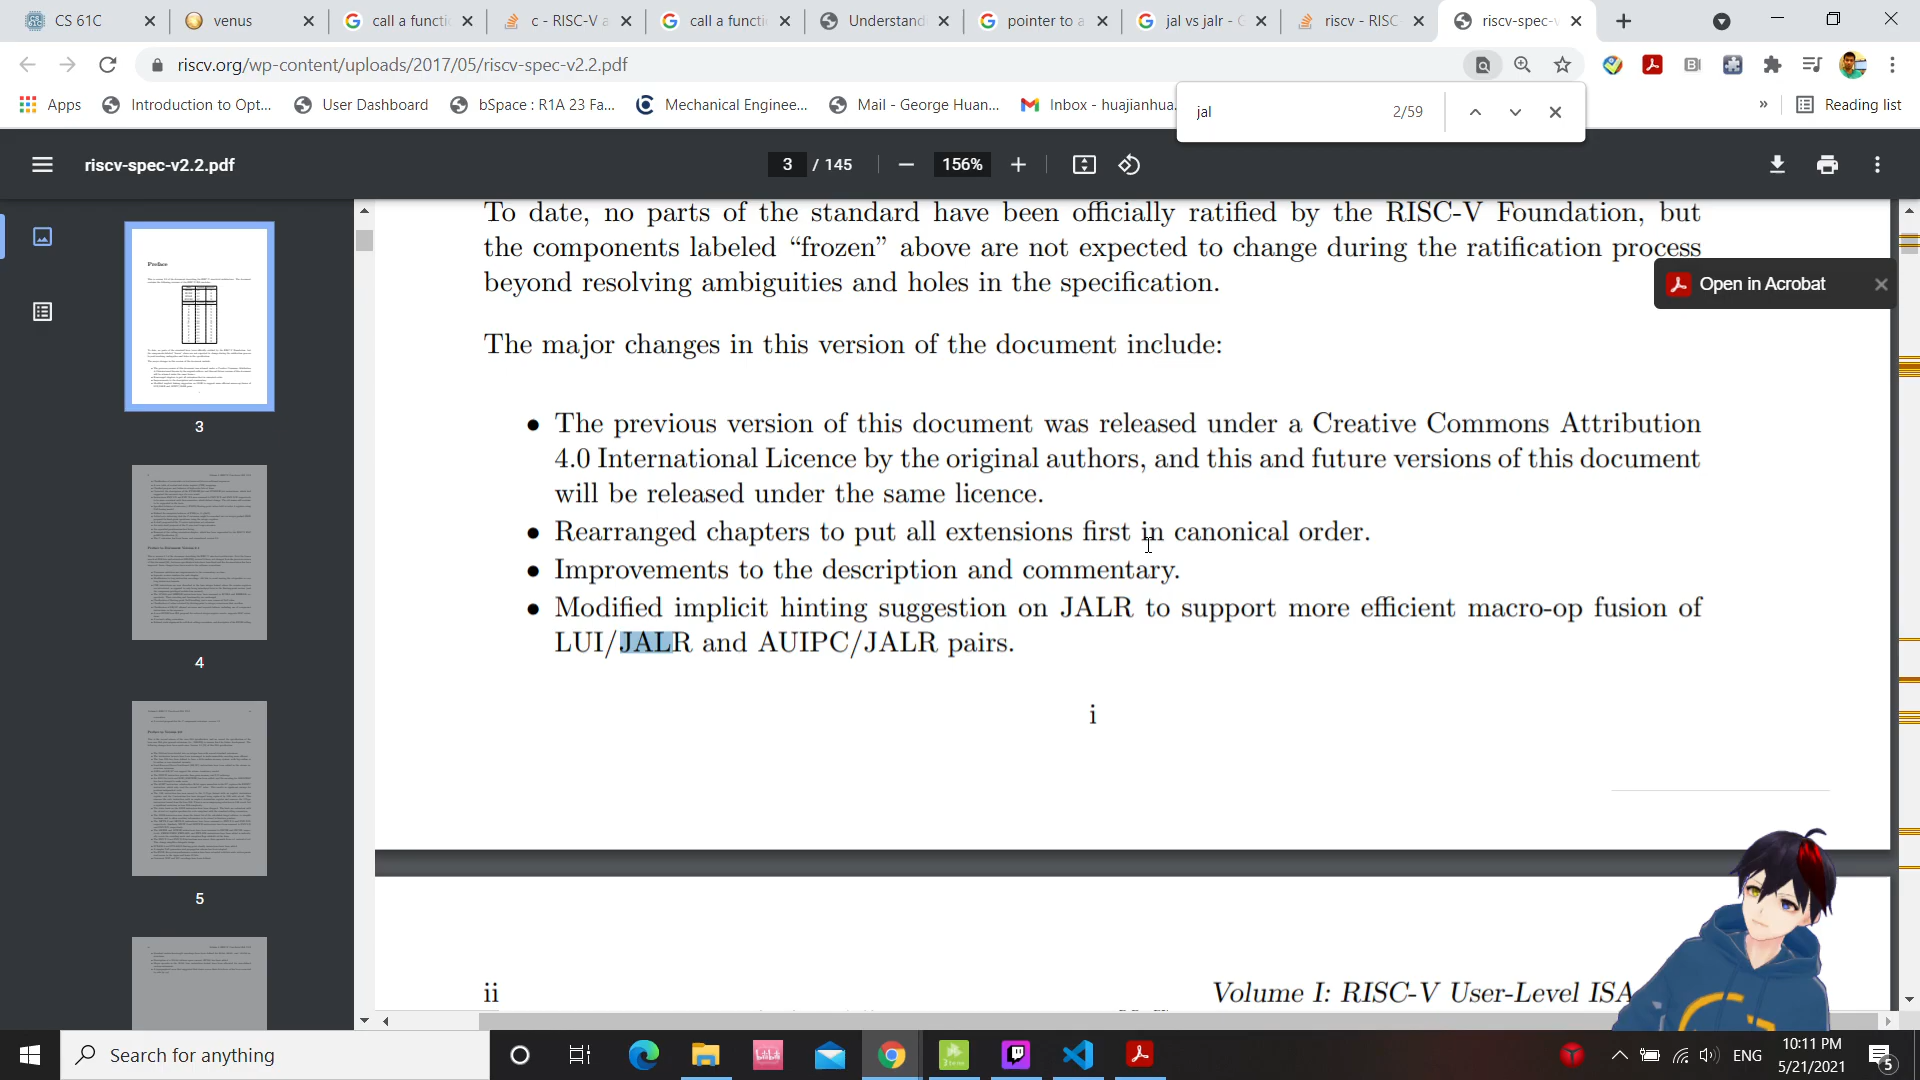 CS 61C
venus
call a functi
c - RISC-V a
call a functi
Understand
pointer to a
jal vs jalr -
riscv - RISC
riscv-spec-v
riscv.org/wp-content/uploads/2017/05/riscv-spec-v2.2.pdf
Apps
Introduction to Opt...
User Dashboard
bSpace : R1A 23 Fa...
Mechanical Enginee...
Mail - George Huan...
Inbox - huajianhua.
»
Reading list
jal
2/59
riscv-spec-v2.2.pdf
3 / 145
156%
Open in Acrobat
3
4
5
To date, no parts of the standard have been officially ratified by the RISC-V Foundation, but
the components labeled “frozen” above are not expected to change during the ratification process
beyond resolving ambiguities and holes in the specification.
The major changes in this version of the document include:
• The previous version of this document was released under a Creative Commons Attribution
4.0 International Licence by the original authors, and this and future versions of this document
will be released under the same licence.
• Rearranged chapters to put all extensions first in canonical order.
• Improvements to the description and commentary.
• Modified implicit hinting suggestion on JALR to support more efficient macro-op fusion of
LUI/JALR and AUIPC/JALR pairs.
i
ii
Volume I: RISC-V User-Level ISA
Search for anything
ENG
10:11 PM
5/21/2021
5